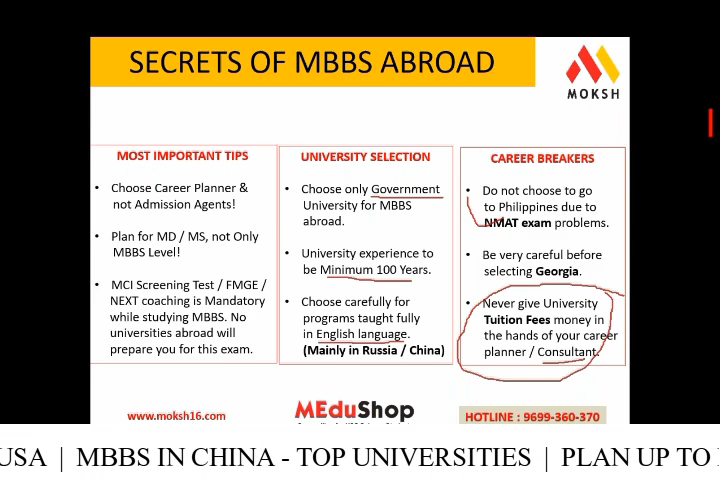 SECRETS OF MBBS ABROAD
MOKSH
MOST IMPORTANT TIPS
• Choose Career Planner &
not Admission Agents!
• Plan for MD / MS, not Only
MBBS Level!
• MCI Screening Test / FMGE /
NEXT coaching is Mandatory
while studying MBBS. No
universities abroad will
prepare you for this exam.
UNIVERSITY SELECTION
• Choose only Government
University for MBBS
abroad.
• University experience to
be Minimum 100 Years.
• Choose carefully for
programs taught fully
in English language.
(Mainly in Russia / China)
CAREER BREAKERS
• Do not choose to go
to Philippines due to
NMAT exam problems.
• Be very careful before
selecting Georgia.
• Never give University
Tuition Fees money in
the hands of your career
planner / Consultant.
www.moksh16.com
MEduShop
HOTLINE : 9699-360-370
USA | MBBS IN CHINA - TOP UNIVERSITIES | PLAN UP TO